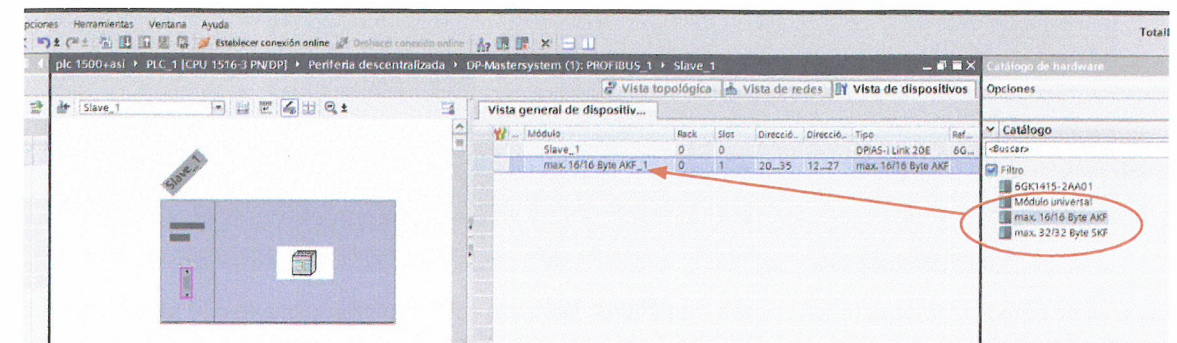 pciones Herramientas Ventana Ayuda
Totall
Establecer conexión online Deshacer conexión online
plc 1500+asi ▸ PLC_1 [CPU 1516-3 PN/DP] ▸ Periferia descentralizada ▸ DP-Mastersystem (1): PROFIBUS_1 ▸ Slave_1
Catálogo de hardware
Vista topológica Vista de redes Vista de dispositivos
Opciones
Slave_1
Vista general de dispositiv...
Catálogo
... Módulo Rack Slot Direcció.. Direcció.. Tipo Ref...
<Buscar>
Slave_1 0 0 DP/AS-i Link 20E 6G...
max. 16/16 Byte AKF_1 0 1 20...35 12...27 max. 16/16 Byte AKF
Filtro
6GK1415-2AA01
Módulo universal
max. 16/16 Byte AKF
max. 32/32 Byte SKF
Slave_1